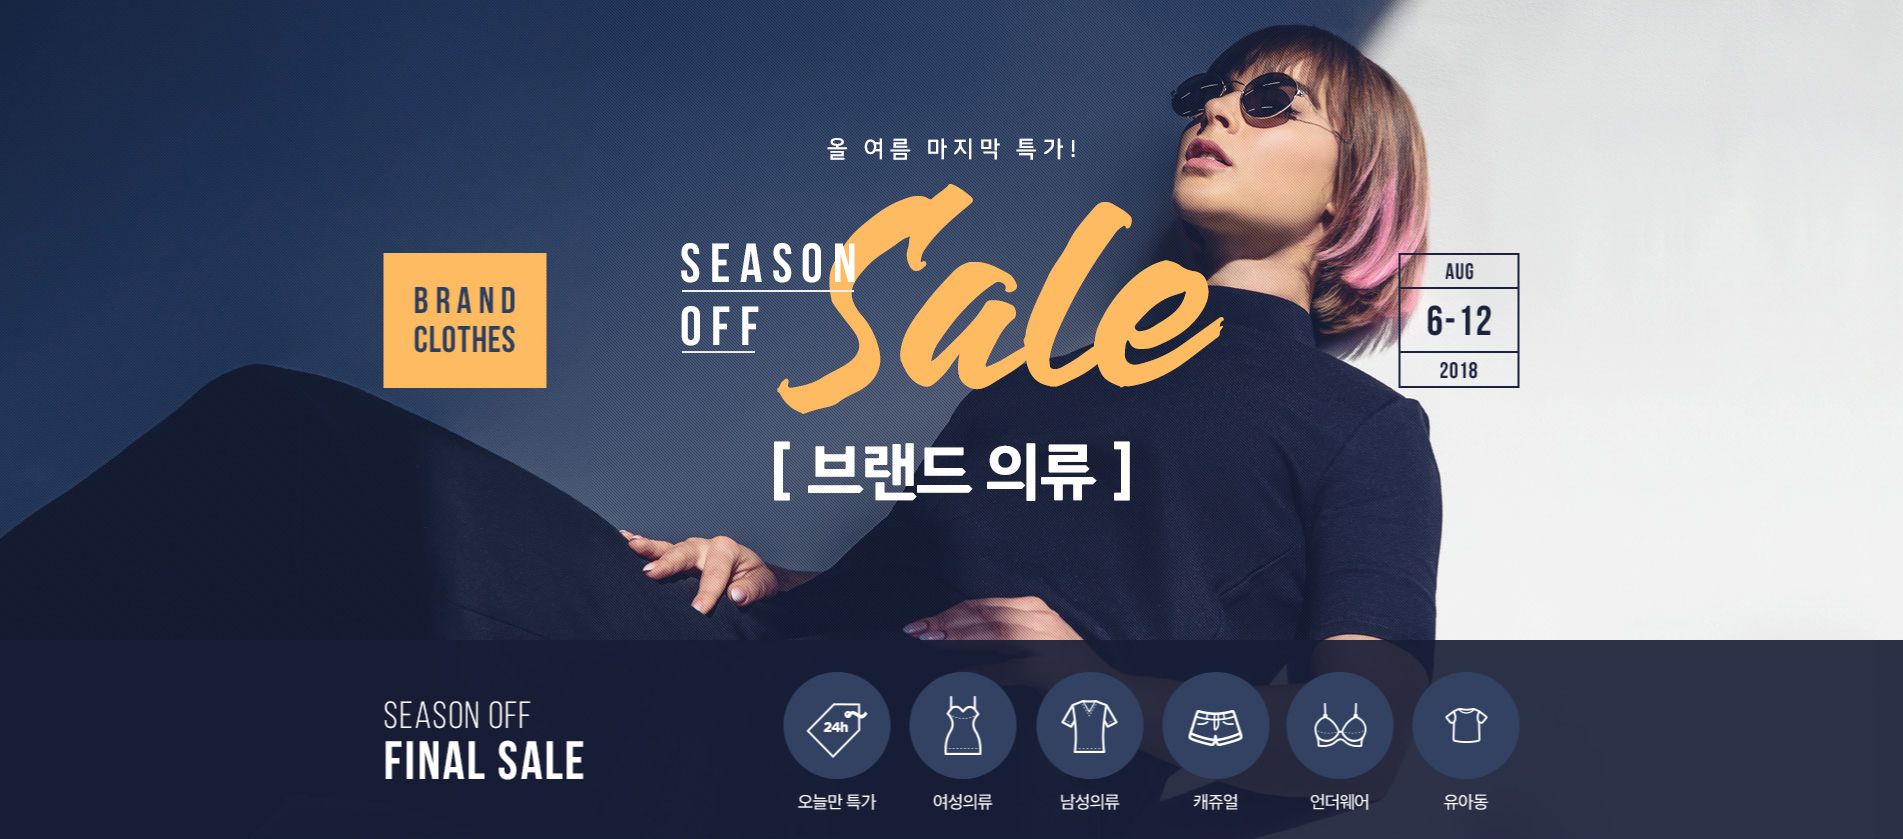 올 여름 마지막 특가!
SEASON
OFF
Sale
[ 브랜드 의류 ]
BRAND
CLOTHES
AUG
6-12
2018
SEASON OFF
FINAL SALE
24h
오늘만 특가
여성의류
남성의류
캐쥬얼
언더웨어
유아동